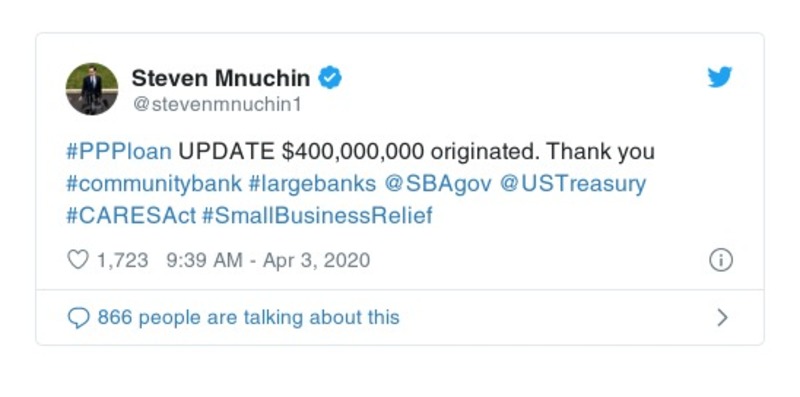 Steven Mnuchin
@stevenmnuchin1
#PPPloan UPDATE $400,000,000 originated. Thank you
#communitybank #largebanks @SBAgov @USTreasury
#CARESAct #SmallBusinessRelief
1,723 9:39 AM - Apr 3, 2020
866 people are talking about this